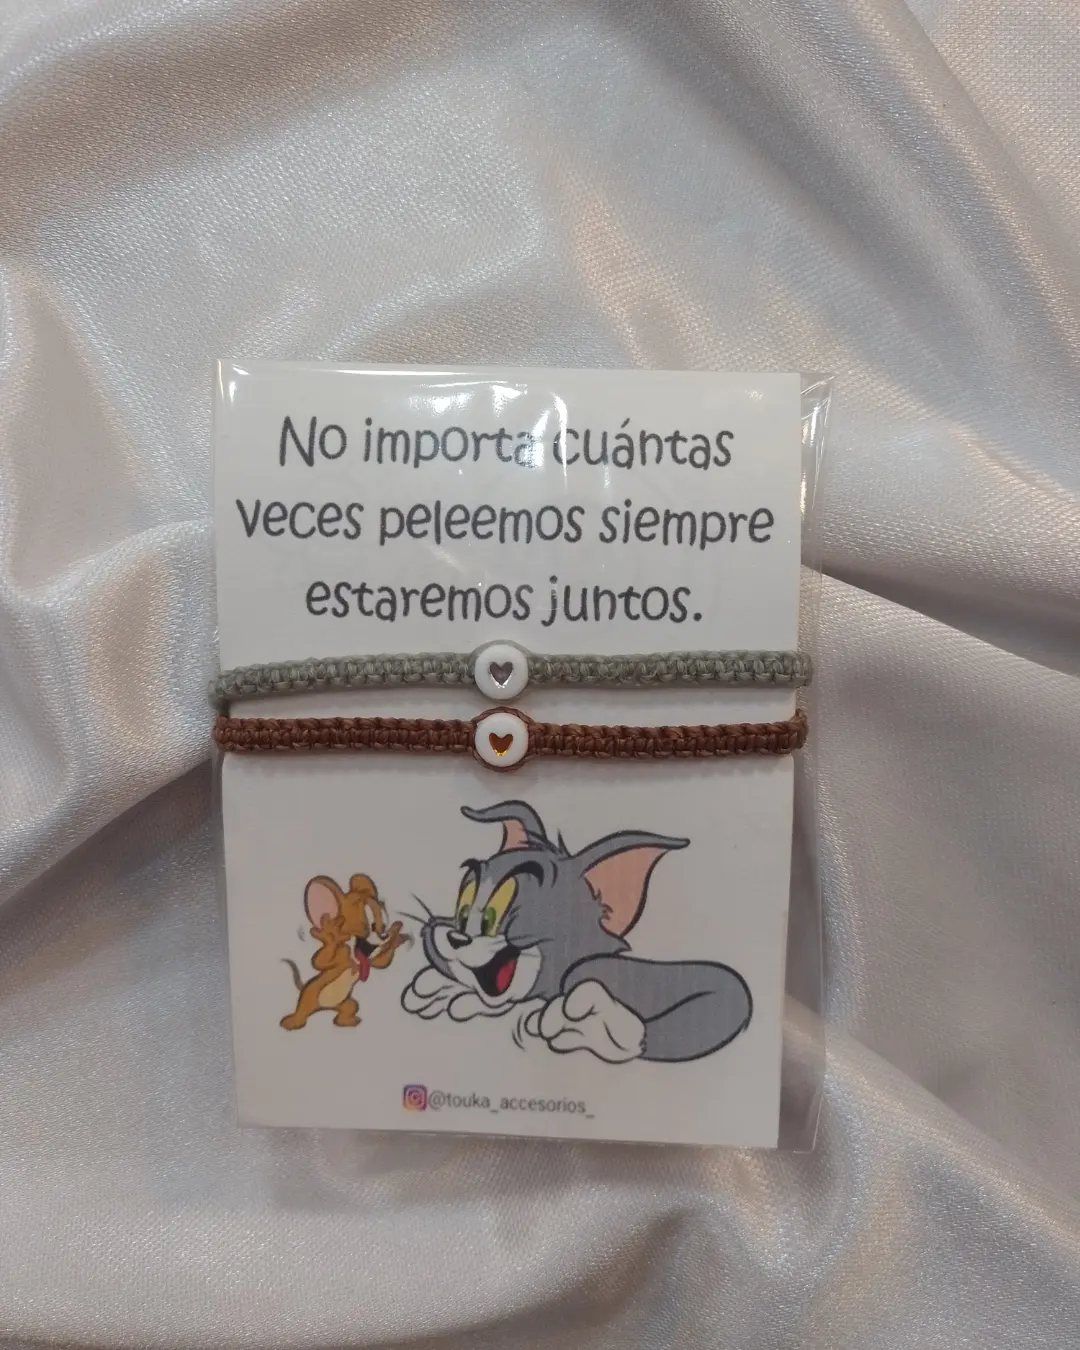 No importa cuántas
veces peleemos siempre
estaremos juntos.
@touka_accesorios_